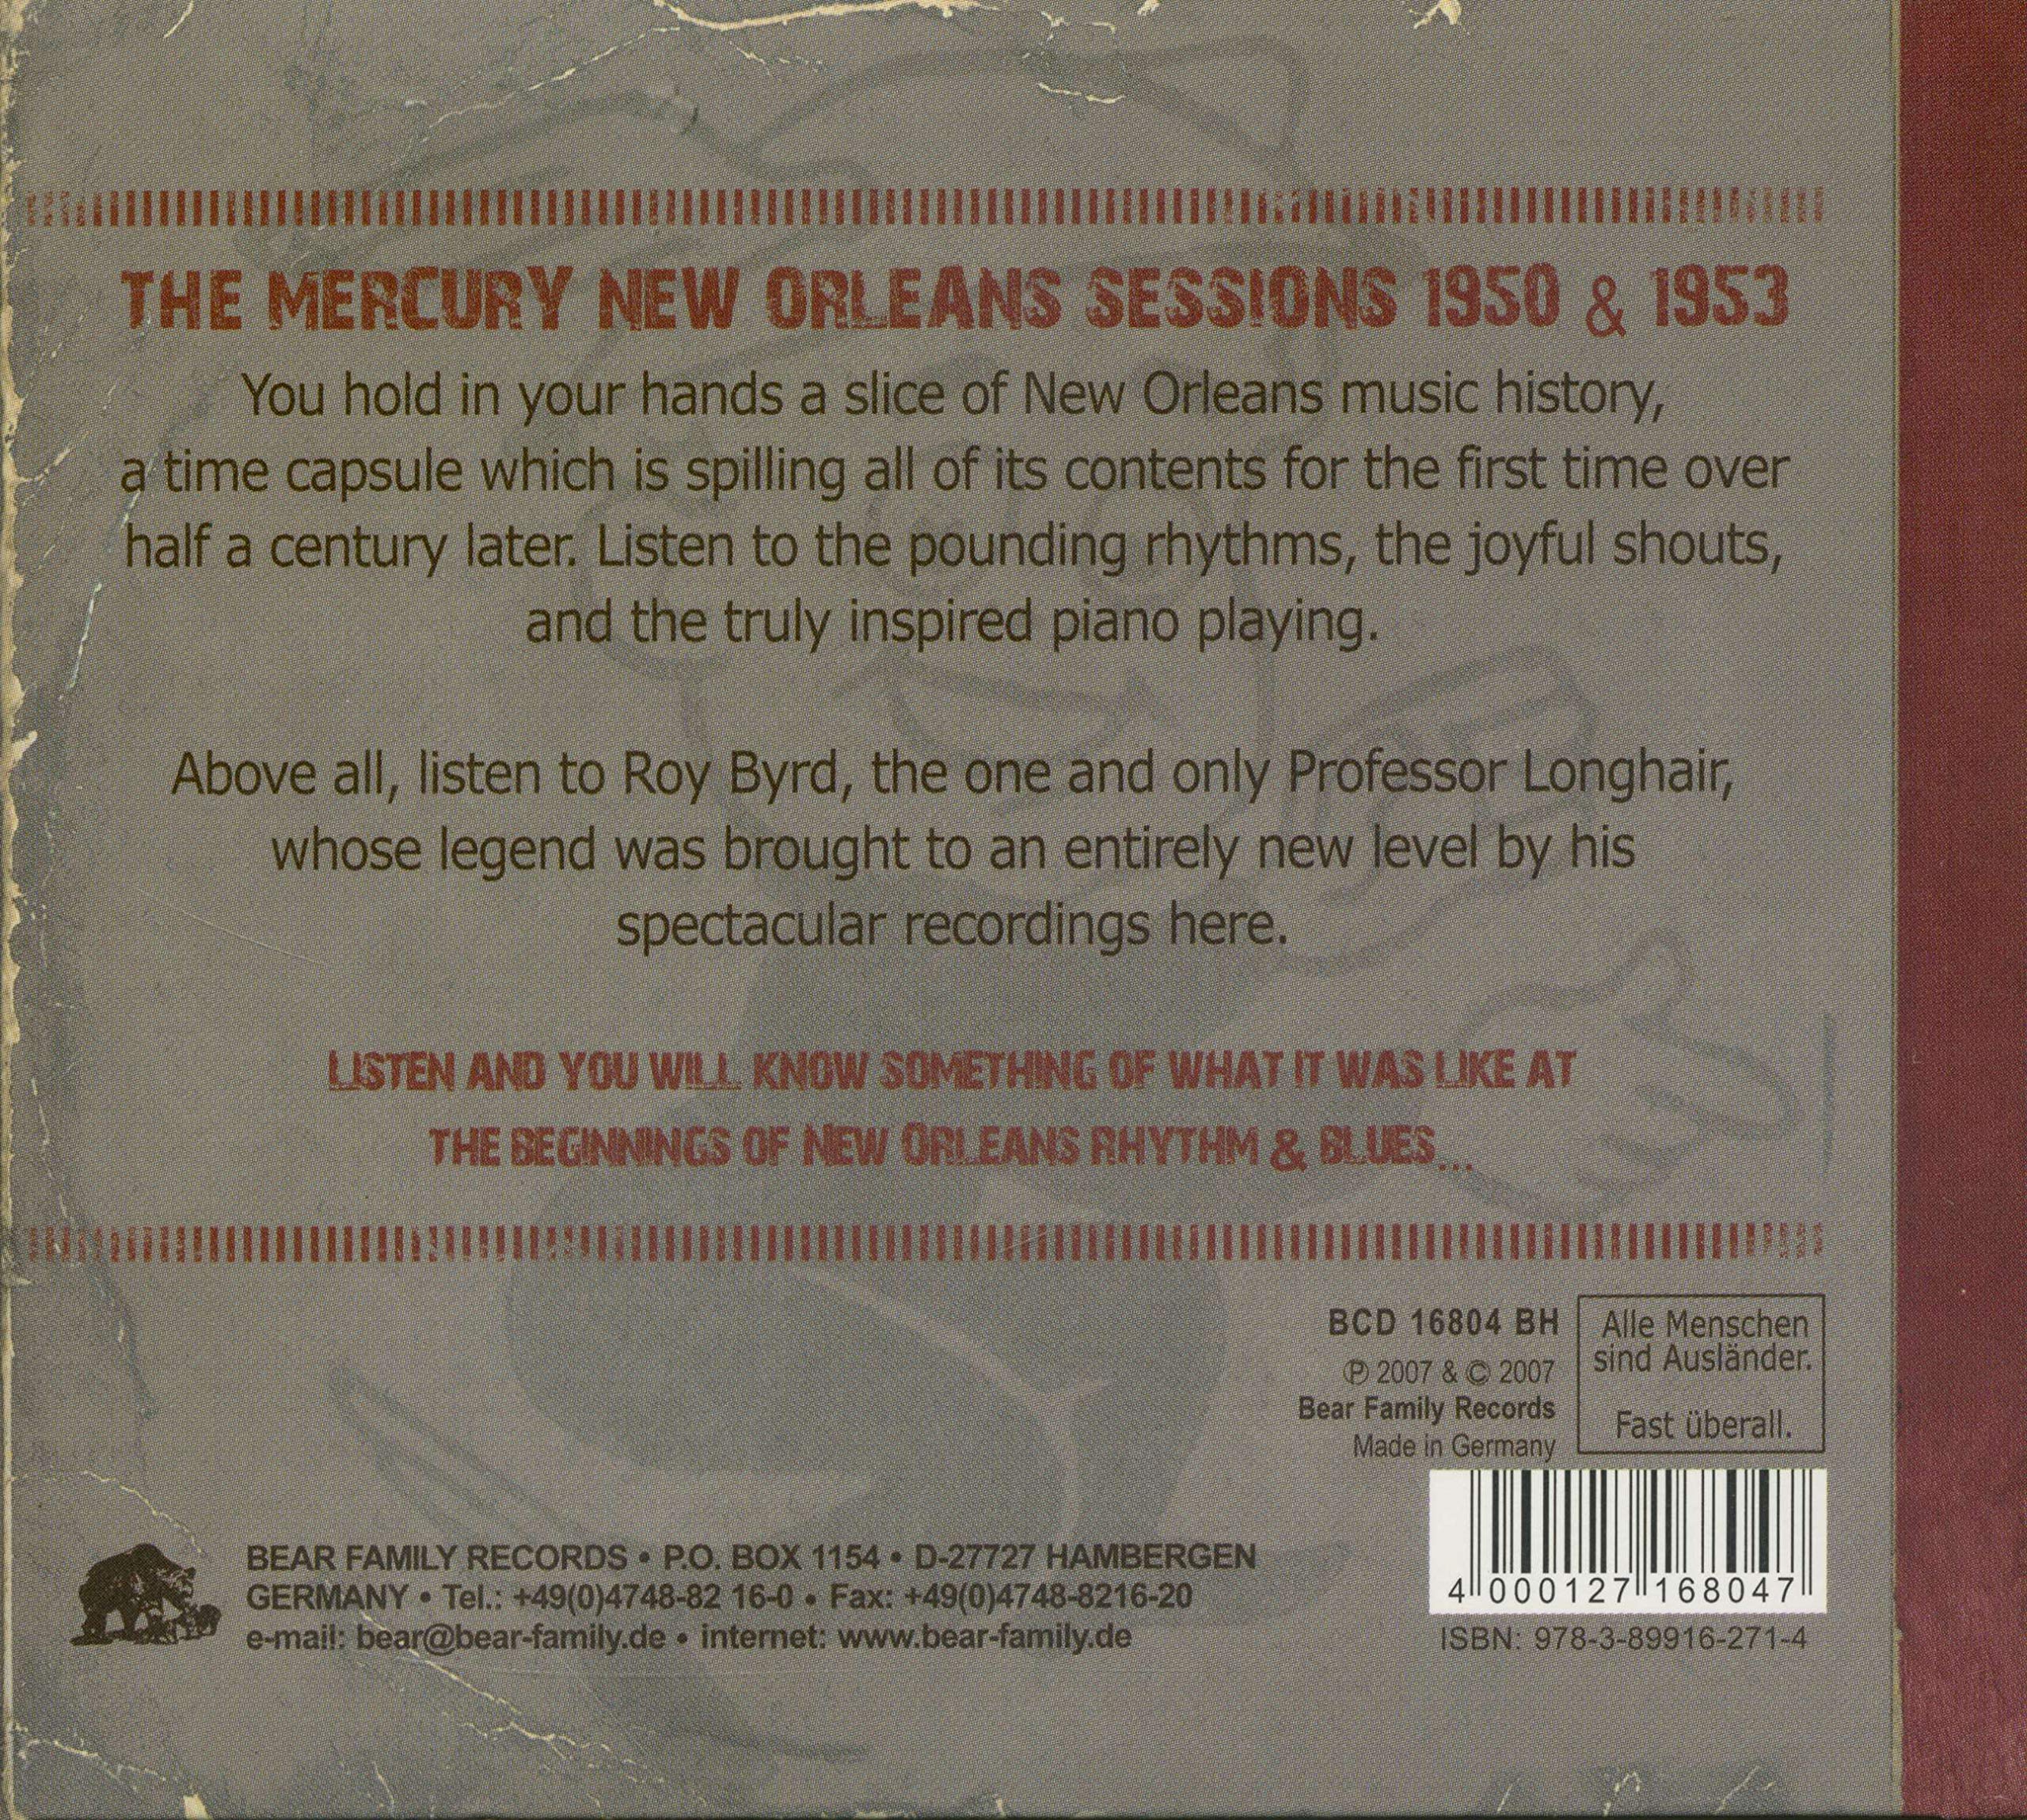 THE MERCURY NEW ORLEANS SESSIONS 1950 & 1953
You hold in your hands a slice of New Orleans music history,
a time capsule which is spilling all of its contents for the first time over
half a century later. Listen to the pounding rhythms, the joyful shouts,
and the truly inspired piano playing.
Above all, listen to Roy Byrd, the one and only Professor Longhair,
whose legend was brought to an entirely new level by his
spectacular recordings here.
LISTEN AND YOU WILL KNOW SOMETHING OF WHAT IT WAS LIKE AT
THE BEGINNINGS OF NEW ORLEANS RHYTHM & BLUES...
BCD 16804 BH
℗ 2007 & © 2007
Bear Family Records
Made in Germany
Alle Menschen
sind Ausländer.
Fast überall.
BEAR FAMILY RECORDS • P.O. BOX 1154 • D-27727 HAMBERGEN
GERMANY • Tel.: +49(0)4748-82 16-0 • Fax: +49(0)4748-8216-20
e-mail: bear@bear-family.de • internet: www.bear-family.de
4 000127 168047
ISBN: 978-3-89916-271-4